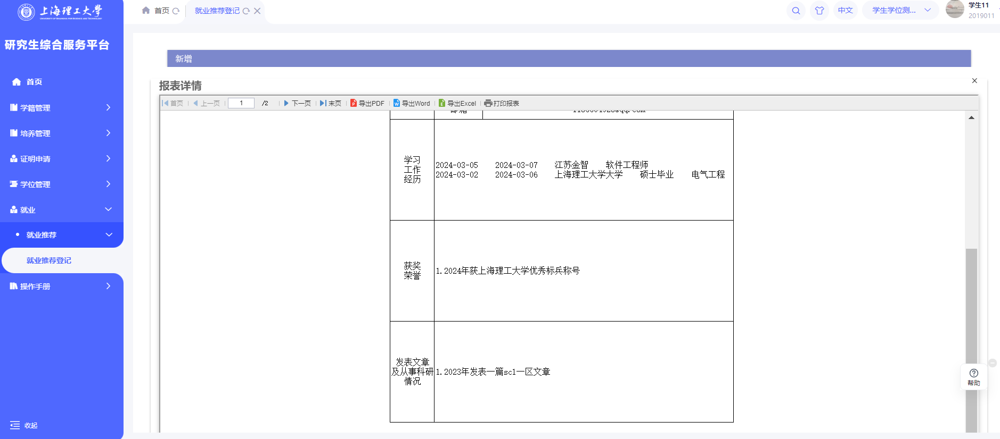 上海理工大学
UNIVERSITY OF SHANGHAI FOR SCIENCE AND TECHNOLOGY
研究生综合服务平台
首页
学籍管理
培养管理
证明申请
学位管理
就业
就业推荐
就业推荐登记
操作手册
收起
首页
就业推荐登记
中文
学生学位测...
学生11
2019011
新增
报表详情
首页 上一页 1 /2 下一页 末页 导出PDF 导出Word 导出Excel 打印报表
邮箱
学习
工作
经历
2024-03-05 2024-03-07 江苏金智 软件工程师
2024-03-02 2024-03-06 上海理工大学大学 硕士毕业 电气工程
获奖
荣誉
1.2024年获上海理工大学优秀标兵称号
发表文章
及从事科研
情况
1.2023年发表一篇scl一区文章
帮助